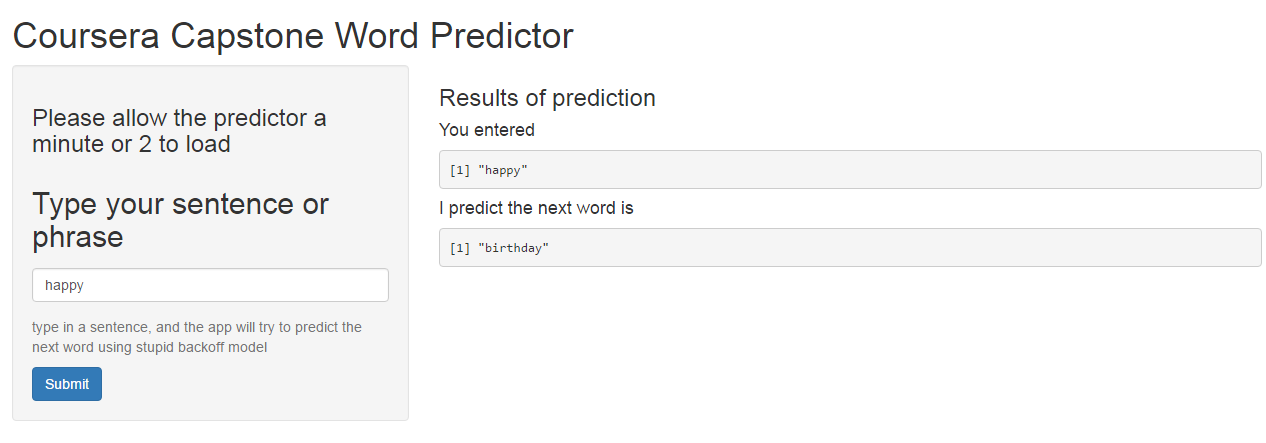 Coursera Capstone Word Predictor
Please allow the predictor a
minute or 2 to load
Type your sentence or
phrase
happy
type in a sentence, and the app will try to predict the
next word using stupid backoff model
Submit
Results of prediction
You entered
[1] "happy"
I predict the next word is
[1] "birthday"